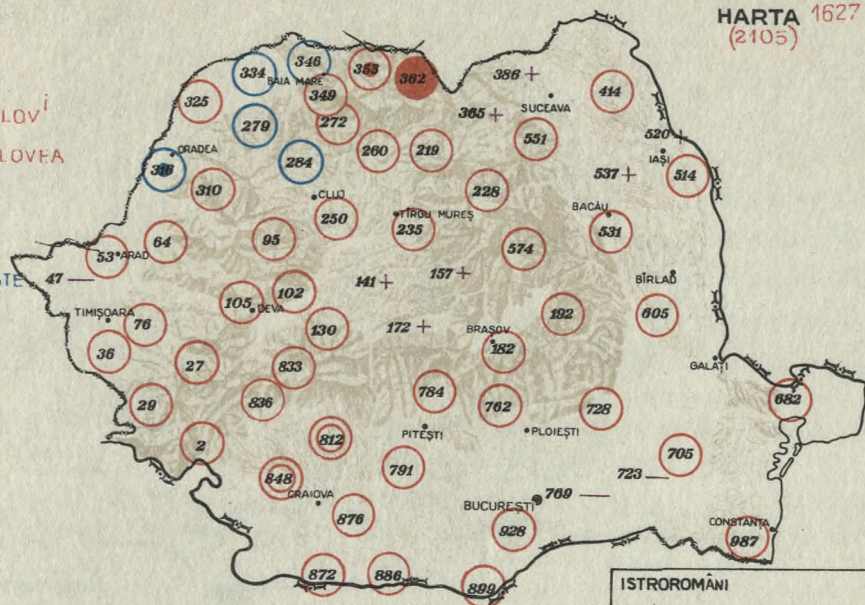 HARTA 1627
(2105)
346
334
353
362
386 +
BAIA MARE
349
414
325
SUCEAVA
365 +
LOVⁱ
279
272
551
520 +
LOVEA
ORADEA
284
260
219
IAȘI
316
537 +
514
310
228
CLUJ
250
TÎRGU MUREȘ
BACĂU
235
531
64
95
574
53
ARAD
STE
47 —
141 +
157 +
BÎRLAD
105
102
DEVA
TIMIȘOARA
76
130
172 +
192
605
BRAȘOV
182
36
27
833
GALAȚI
29
836
784
762
728
682
2
812
PITEȘTI
PLOIEȘTI
848
791
723 —
705
CRAIOVA
BUCUREȘTI
769 —
876
928
CONSTANȚA
987
872
886
899
ISTROROMÂNI